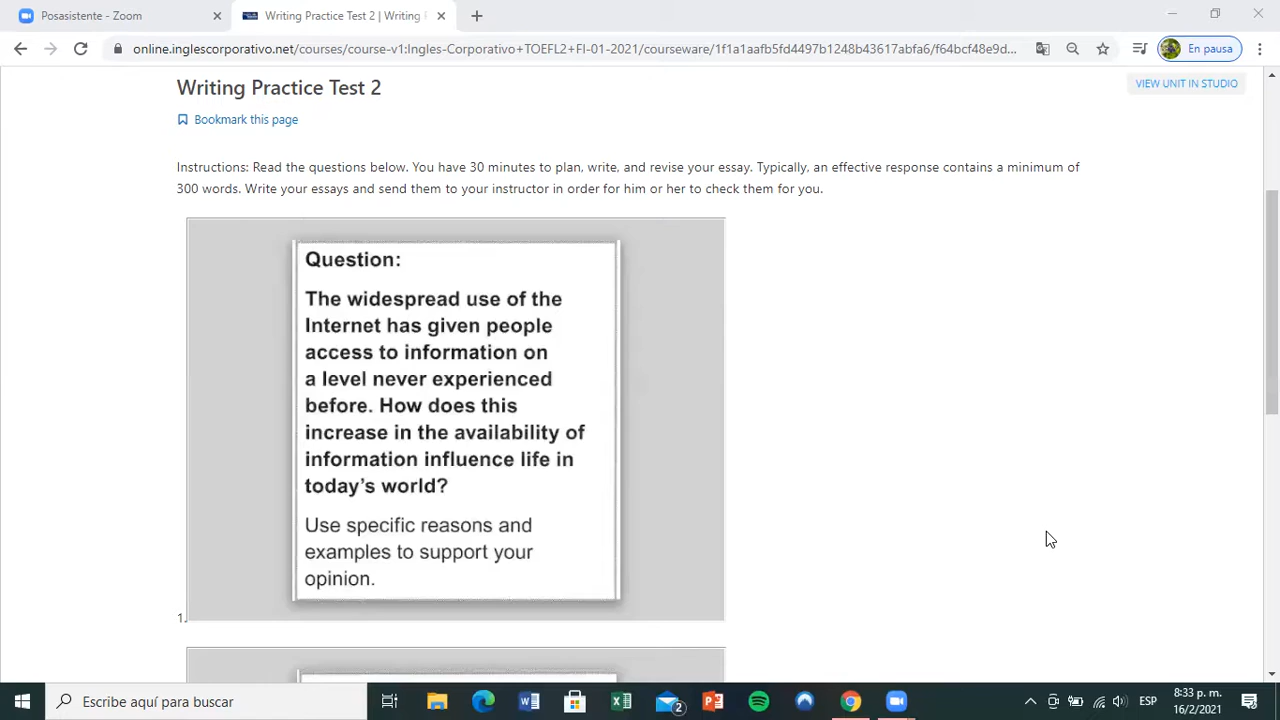 Posasistente - Zoom
Writing Practice Test 2 | Writing
online.inglescorporativo.net/courses/course-v1:Ingles-Corporativo+TOEFL2+FI-01-2021/courseware/1f1a1aafb5fd4497b1248b43617abfa6/f64bcf48e9d...
En pausa
Writing Practice Test 2
VIEW UNIT IN STUDIO
Bookmark this page
Instructions: Read the questions below. You have 30 minutes to plan, write, and revise your essay. Typically, an effective response contains a minimum of
300 words. Write your essays and send them to your instructor in order for him or her to check them for you.
Question:
The widespread use of the
Internet has given people
access to information on
a level never experienced
before. How does this
increase in the availability of
information influence life in
today's world?
Use specific reasons and
examples to support your
opinion.
1.
Escribe aquí para buscar
2
ESP
8:33 p. m.
16/2/2021